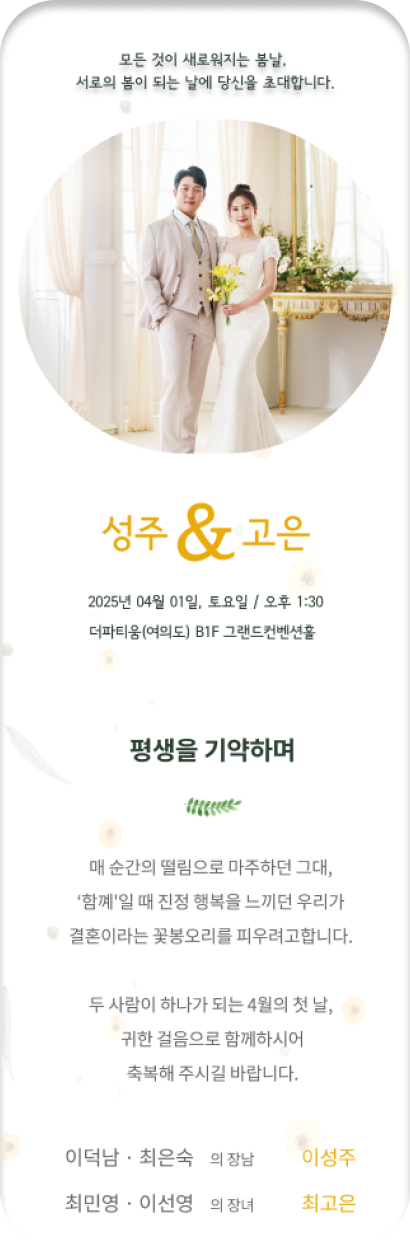 모든 것이 새로워지는 봄날,
서로의 봄이 되는 날에 당신을 초대합니다.
성주 & 고은
2025년 04월 01일, 토요일 / 오후 1:30
더파티움(여의도) B1F 그랜드컨벤션홀
평생을 기약하며
매 순간의 떨림으로 마주하던 그대,
‘함꼐'일 때 진정 행복을 느끼던 우리가
결혼이라는 꽃봉오리를 피우려고합니다.
두 사람이 하나가 되는 4월의 첫 날,
귀한 걸음으로 함께하시어
축복해 주시길 바랍니다.
이덕남 · 최은숙 의 장남 이성주
최민영 · 이선영 의 장녀 최고은